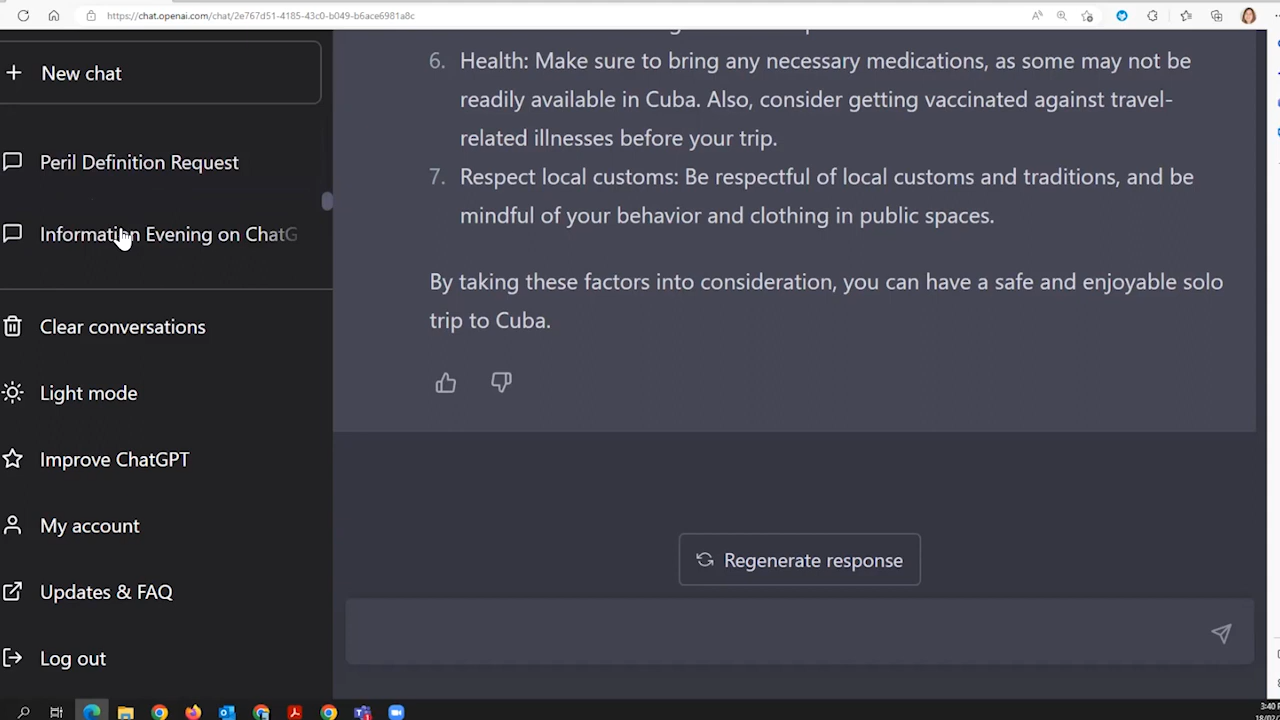 https://chat.openai.com/chat/2e767d51-4185-43c0-b049-b6ace6981a8c
New chat
Peril Definition Request
Information Evening on ChatG
Clear conversations
Light mode
Improve ChatGPT
My account
Updates & FAQ
Log out
6. Health: Make sure to bring any necessary medications, as some may not be
readily available in Cuba. Also, consider getting vaccinated against travel-
related illnesses before your trip.
7. Respect local customs: Be respectful of local customs and traditions, and be
mindful of your behavior and clothing in public spaces.
By taking these factors into consideration, you can have a safe and enjoyable solo
trip to Cuba.
Regenerate response
3:40